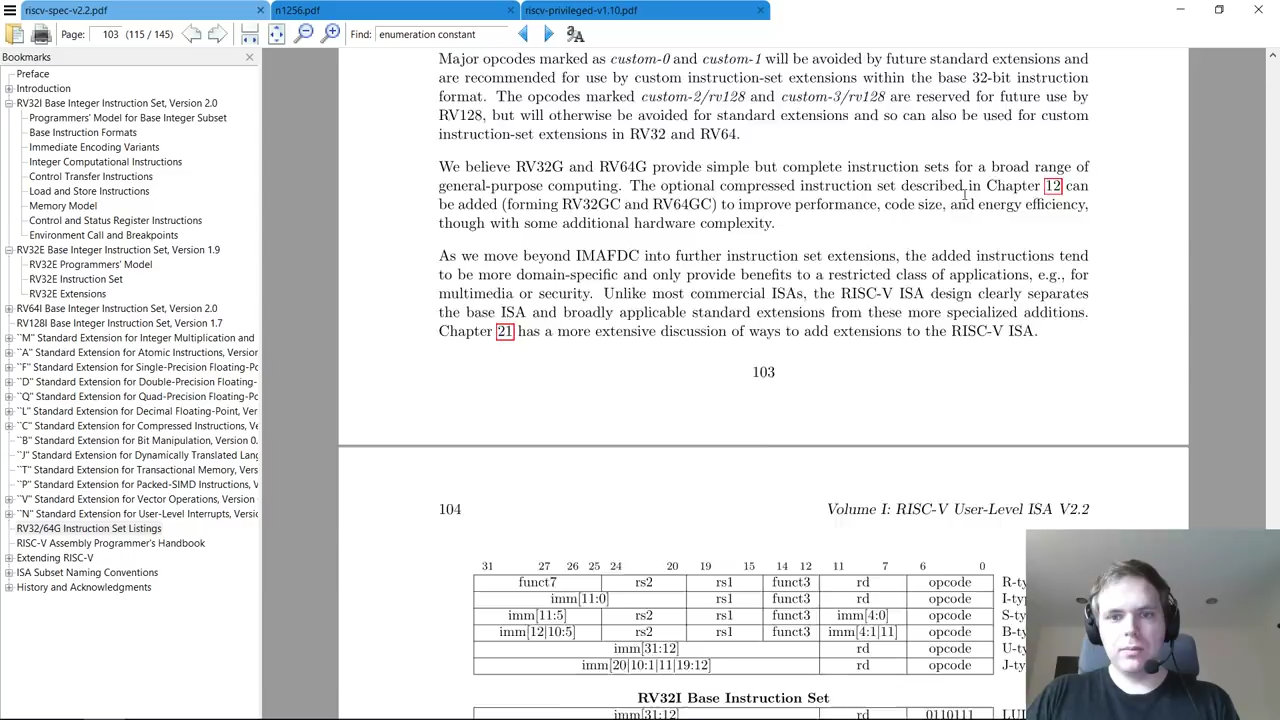 riscv-spec-v2.2.pdf
n1256.pdf
riscv-privileged-v1.10.pdf
Page: 103 (115 / 145)
Find: enumeration constant
Bookmarks
Preface
Introduction
RV32I Base Integer Instruction Set, Version 2.0
Programmers' Model for Base Integer Subset
Base Instruction Formats
Immediate Encoding Variants
Integer Computational Instructions
Control Transfer Instructions
Load and Store Instructions
Memory Model
Control and Status Register Instructions
Environment Call and Breakpoints
RV32E Base Integer Instruction Set, Version 1.9
RV32E Programmers' Model
RV32E Instruction Set
RV32E Extensions
RV64I Base Integer Instruction Set, Version 2.0
RV128I Base Integer Instruction Set, Version 1.7
``M'' Standard Extension for Integer Multiplication and
``A'' Standard Extension for Atomic Instructions, Version
``F'' Standard Extension for Single-Precision Floating-Po
``D'' Standard Extension for Double-Precision Floating-
``Q'' Standard Extension for Quad-Precision Floating-Po
``L'' Standard Extension for Decimal Floating-Point, Ver
``C'' Standard Extension for Compressed Instructions, Ve
``B'' Standard Extension for Bit Manipulation, Version 0.
``J'' Standard Extension for Dynamically Translated Lang
``T'' Standard Extension for Transactional Memory, Versi
``P'' Standard Extension for Packed-SIMD Instructions, V
``V'' Standard Extension for Vector Operations, Version
``N'' Standard Extension for User-Level Interrupts, Versio
RV32/64G Instruction Set Listings
RISC-V Assembly Programmer's Handbook
Extending RISC-V
ISA Subset Naming Conventions
History and Acknowledgments
Major opcodes marked as custom-0 and custom-1 will be avoided by future standard extensions and
are recommended for use by custom instruction-set extensions within the base 32-bit instruction
format. The opcodes marked custom-2/rv128 and custom-3/rv128 are reserved for future use by
RV128, but will otherwise be avoided for standard extensions and so can also be used for custom
instruction-set extensions in RV32 and RV64.
We believe RV32G and RV64G provide simple but complete instruction sets for a broad range of
general-purpose computing. The optional compressed instruction set described in Chapter 12 can
be added (forming RV32GC and RV64GC) to improve performance, code size, and energy efficiency,
though with some additional hardware complexity.
As we move beyond IMAFDC into further instruction set extensions, the added instructions tend
to be more domain-specific and only provide benefits to a restricted class of applications, e.g., for
multimedia or security. Unlike most commercial ISAs, the RISC-V ISA design clearly separates
the base ISA and broadly applicable standard extensions from these more specialized additions.
Chapter 21 has a more extensive discussion of ways to add extensions to the RISC-V ISA.
103
104 Volume I: RISC-V User-Level ISA V2.2
31 27 26 25 24 20 19 15 14 12 11 7 6 0
funct7 rs2 rs1 funct3 rd opcode R-ty
imm[11:0] rs1 funct3 rd opcode I-typ
imm[11:5] rs2 rs1 funct3 imm[4:0] opcode S-ty
imm[12|10:5] rs2 rs1 funct3 imm[4:1|11] opcode B-ty
imm[31:12] rd opcode U-ty
imm[20|10:1|11|19:12] rd opcode J-ty
RV32I Base Instruction Set
imm[31:12] rd 0110111 LUI